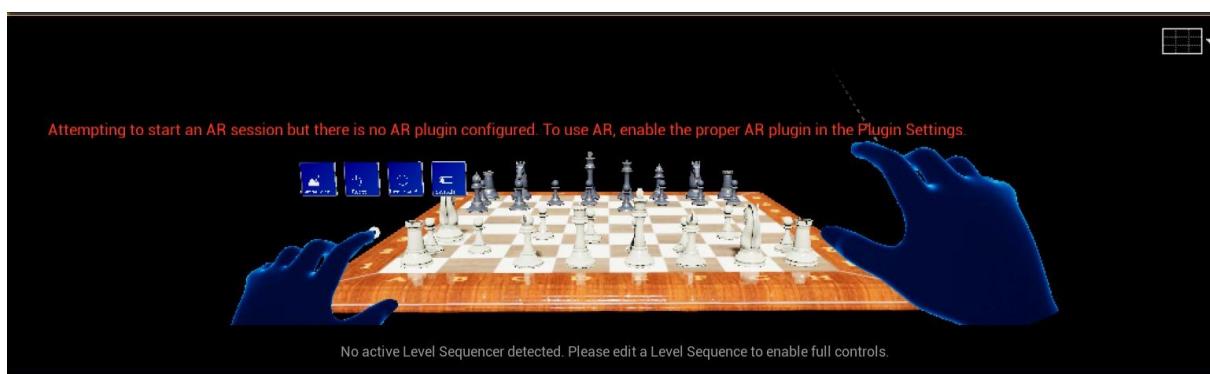 Attempting to start an AR session but there is no AR plugin configured. To use AR, enable the proper AR plugin in the Plugin Settings.
No active Level Sequencer detected. Please edit a Level Sequence to enable full controls.